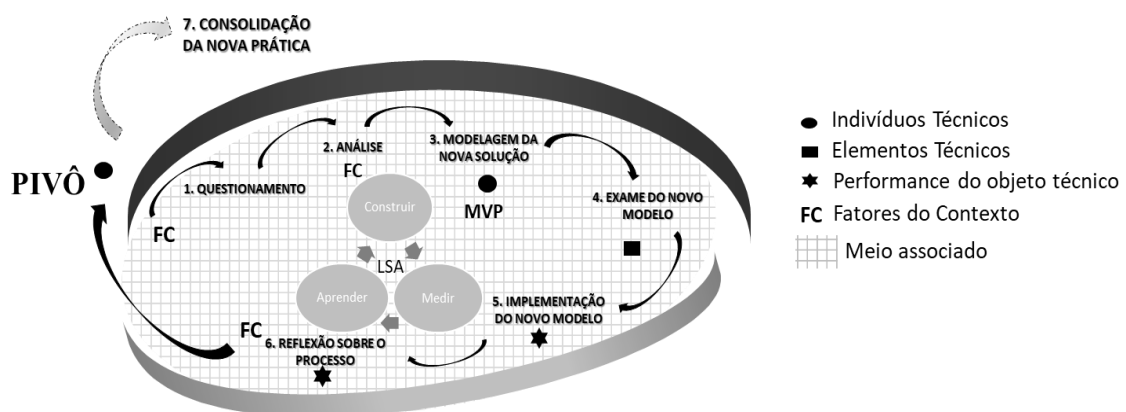 7. CONSOLIDAÇÃO
DA NOVA PRÁTICA
PIVÔ
FC
1. QUESTIONAMENTO
2. ANÁLISE
FC
3. MODELAGEM DA
NOVA SOLUÇÃO
MVP
4. EXAME DO NOVO
MODELO
Construir
LSA
Aprender
Medir
5. IMPLEMENTAÇÃO
DO NOVO MODELO
FC
6. REFLEXÃO SOBRE O
PROCESSO
Indivíduos Técnicos
Elementos Técnicos
Performance do objeto técnico
FC Fatores do Contexto
Meio associado